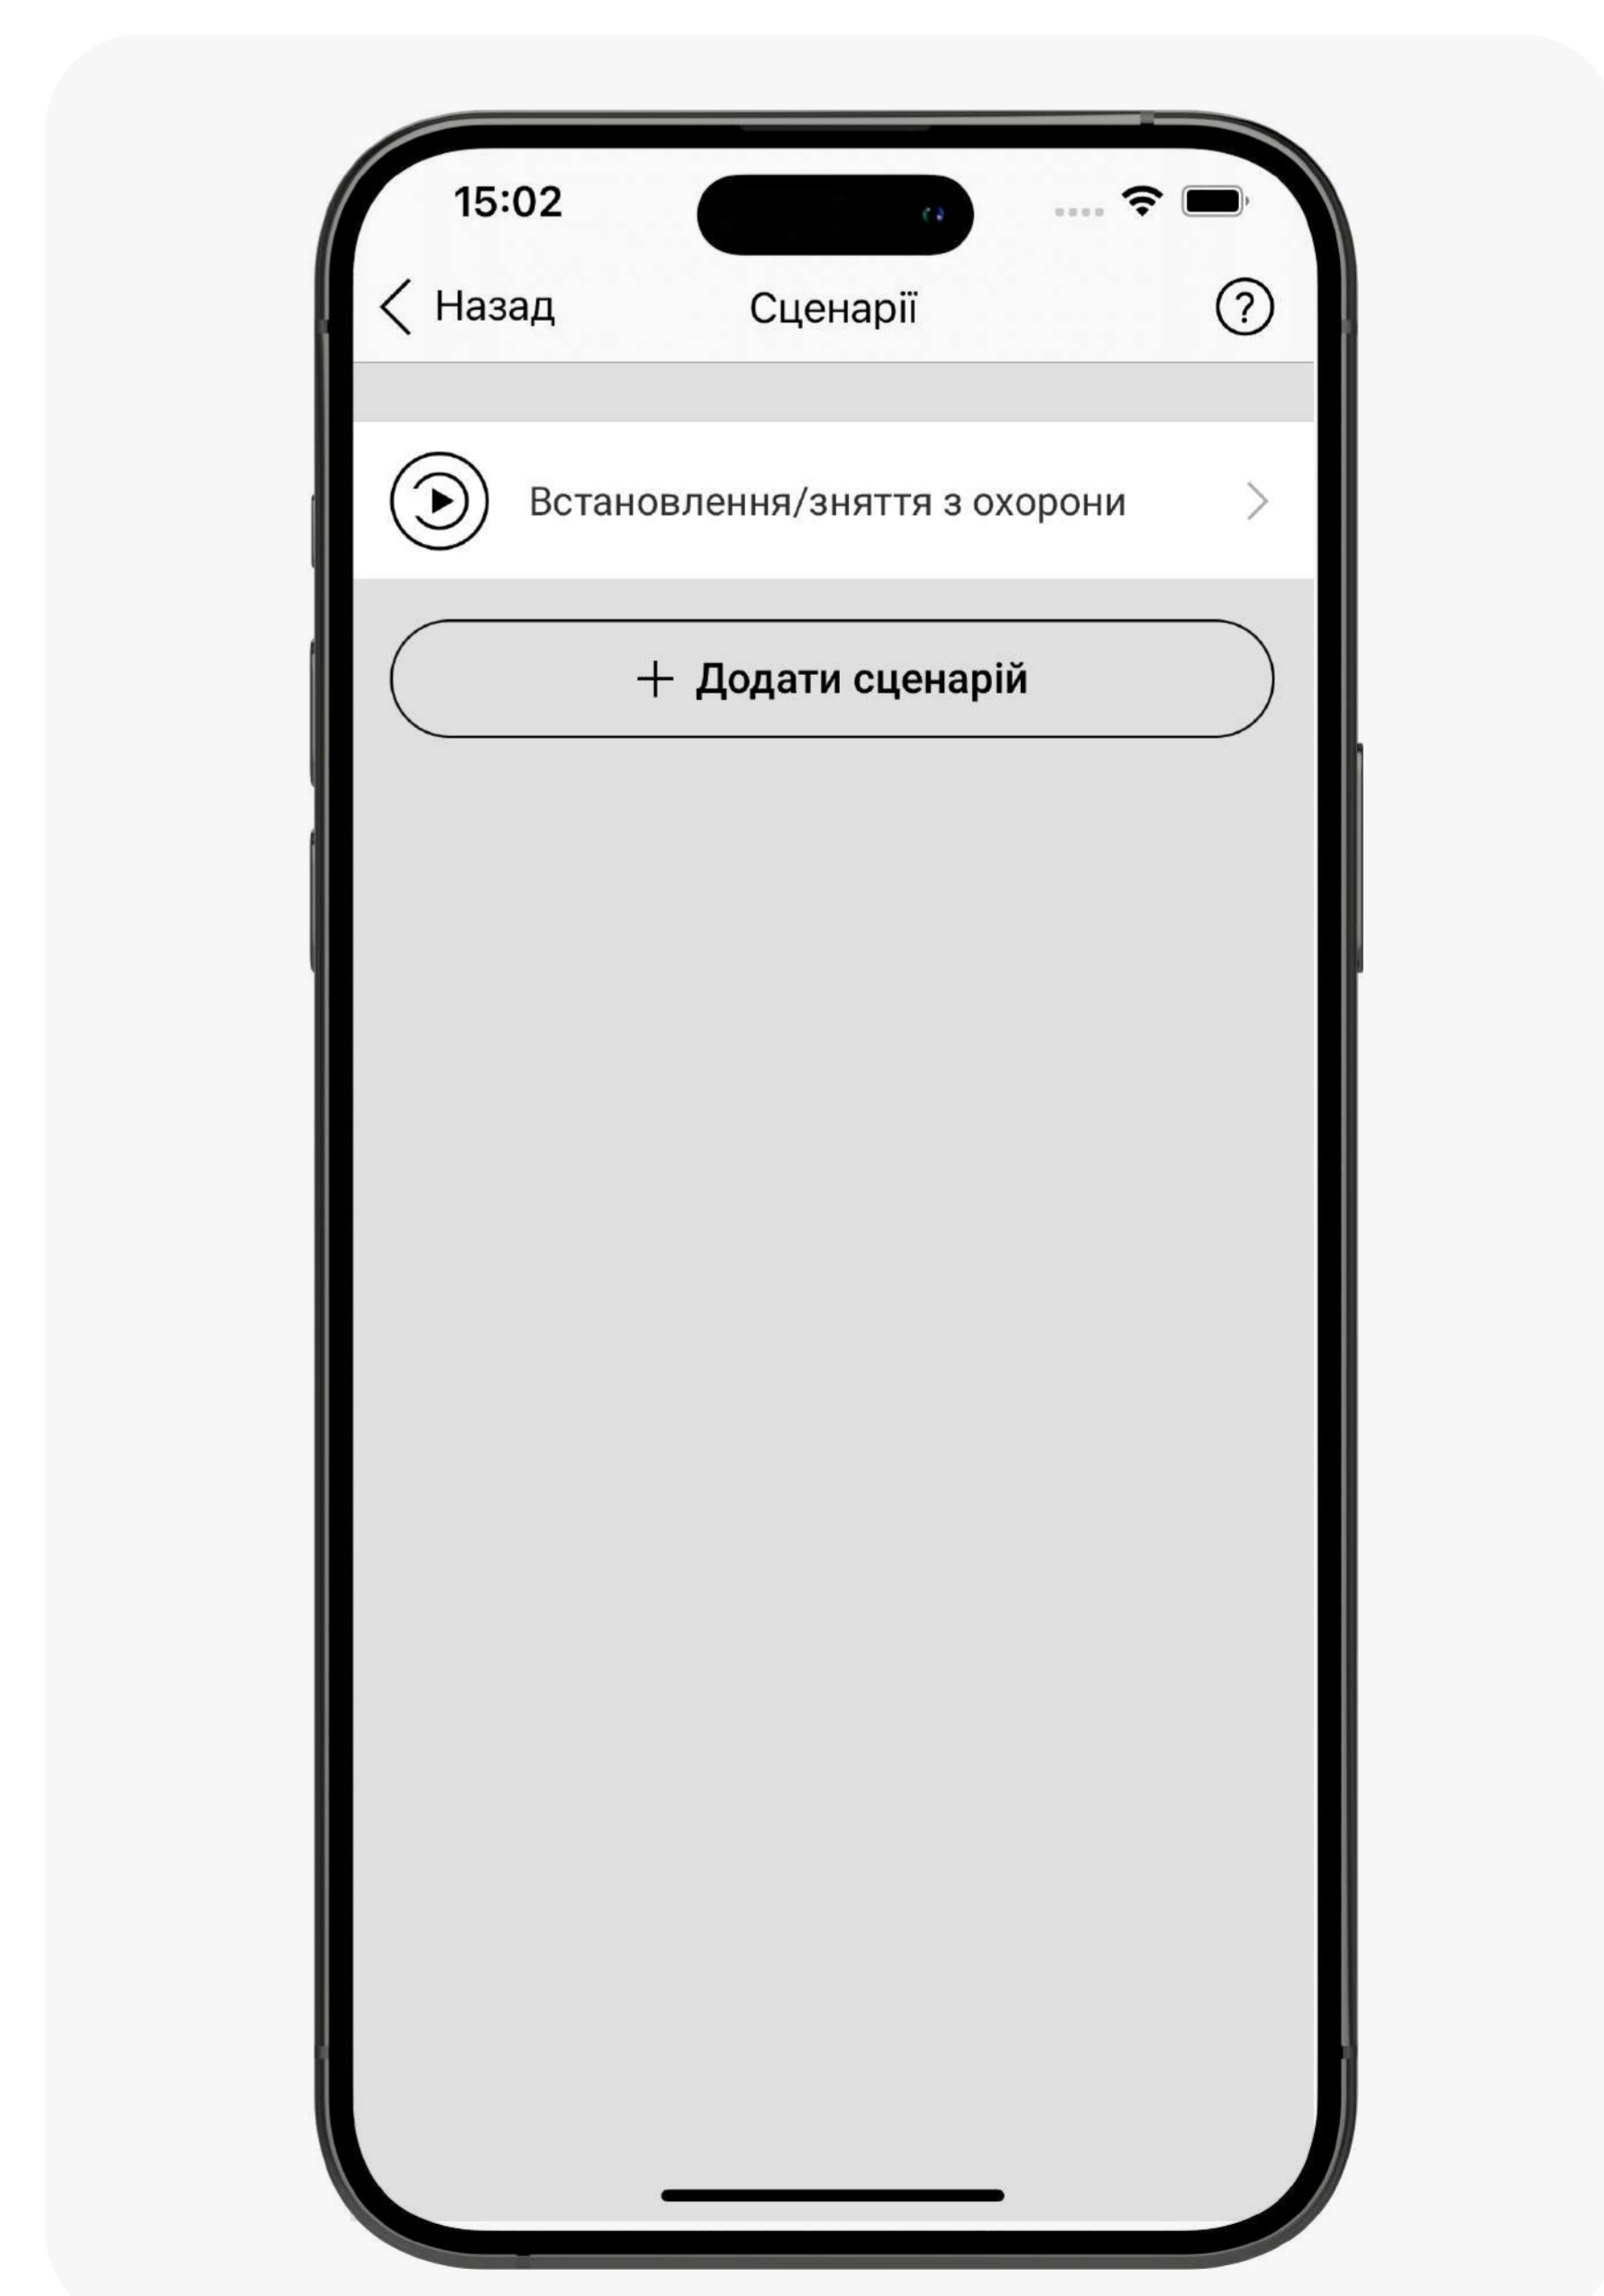 15:02
Назад
Сценарії
?
Встановлення/зняття з охорони
+ Додати сценарій